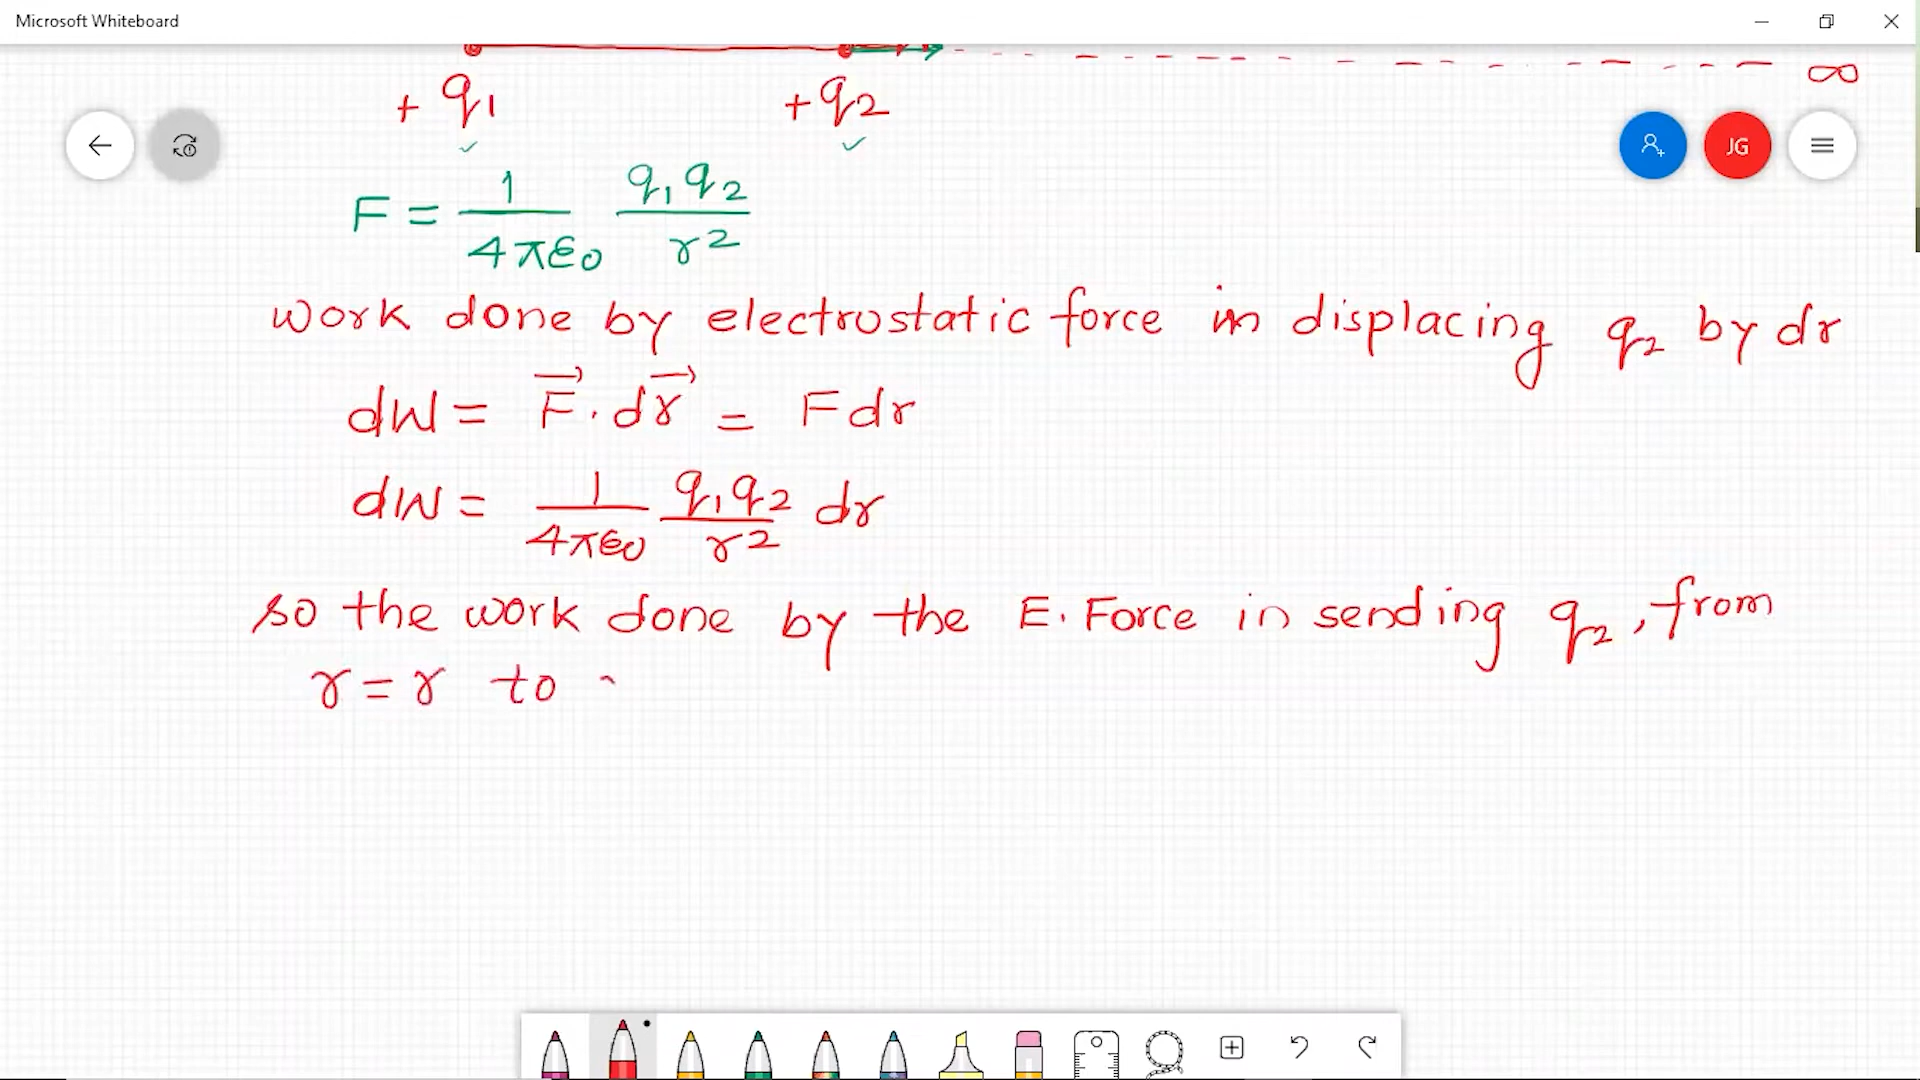 Microsoft Whiteboard
∞
+q1 +q2
JG
F = 1/4πε0 q1q2/r2
work done by electrostatic force in displacing q2 by dr
dW = F⃗ . dr⃗ = Fdr
dW = 1/4πε0 q1q2/r2 dr
so the work done by the E. Force in sending q2, from
r = r to